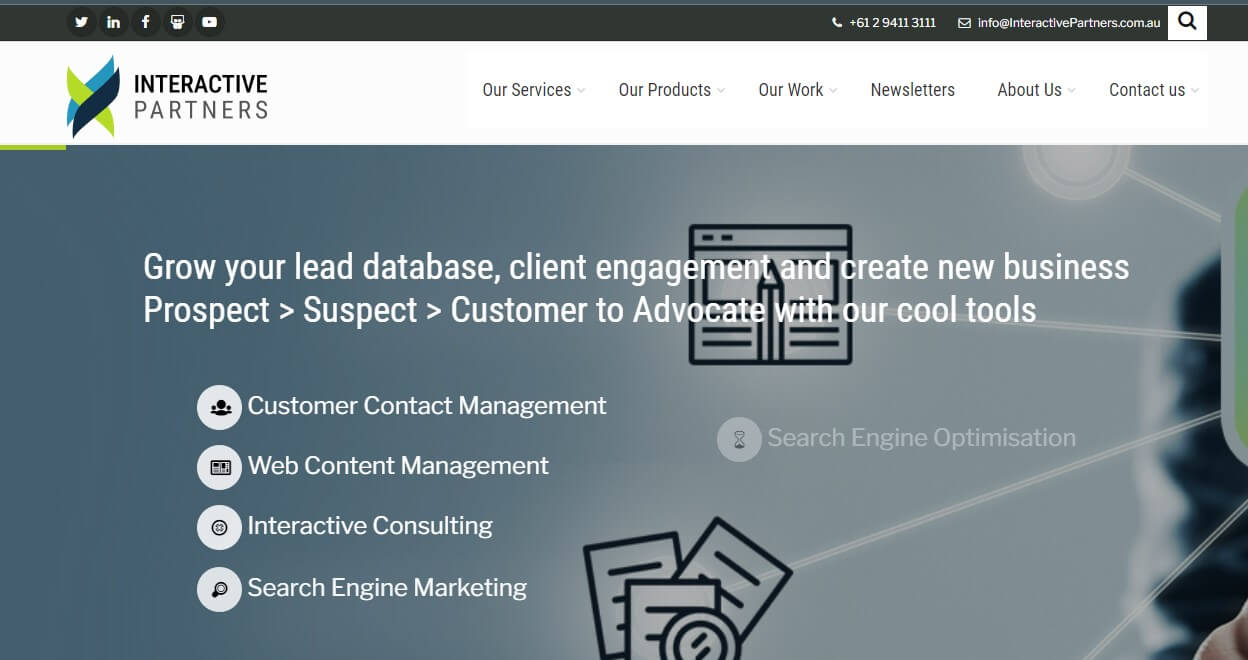 +61 2 9411 3111
info@InteractivePartners.com.au
INTERACTIVE
PARTNERS
Our Services
Our Products
Our Work
Newsletters
About Us
Contact us
Grow your lead database, client engagement and create new business
Prospect > Suspect > Customer to Advocate with our cool tools
Customer Contact Management
Search Engine Optimisation
Web Content Management
Interactive Consulting
Search Engine Marketing